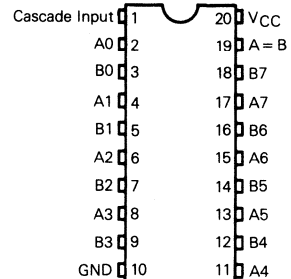 Cascade Input 1 20 VCC
A0 2 19 A = B
B0 3 18 B7
A1 4 17 A7
B1 5 16 B6
A2 6 15 A6
B2 7 14 B5
A3 8 13 A5
B3 9 12 B4
GND 10 11 A4